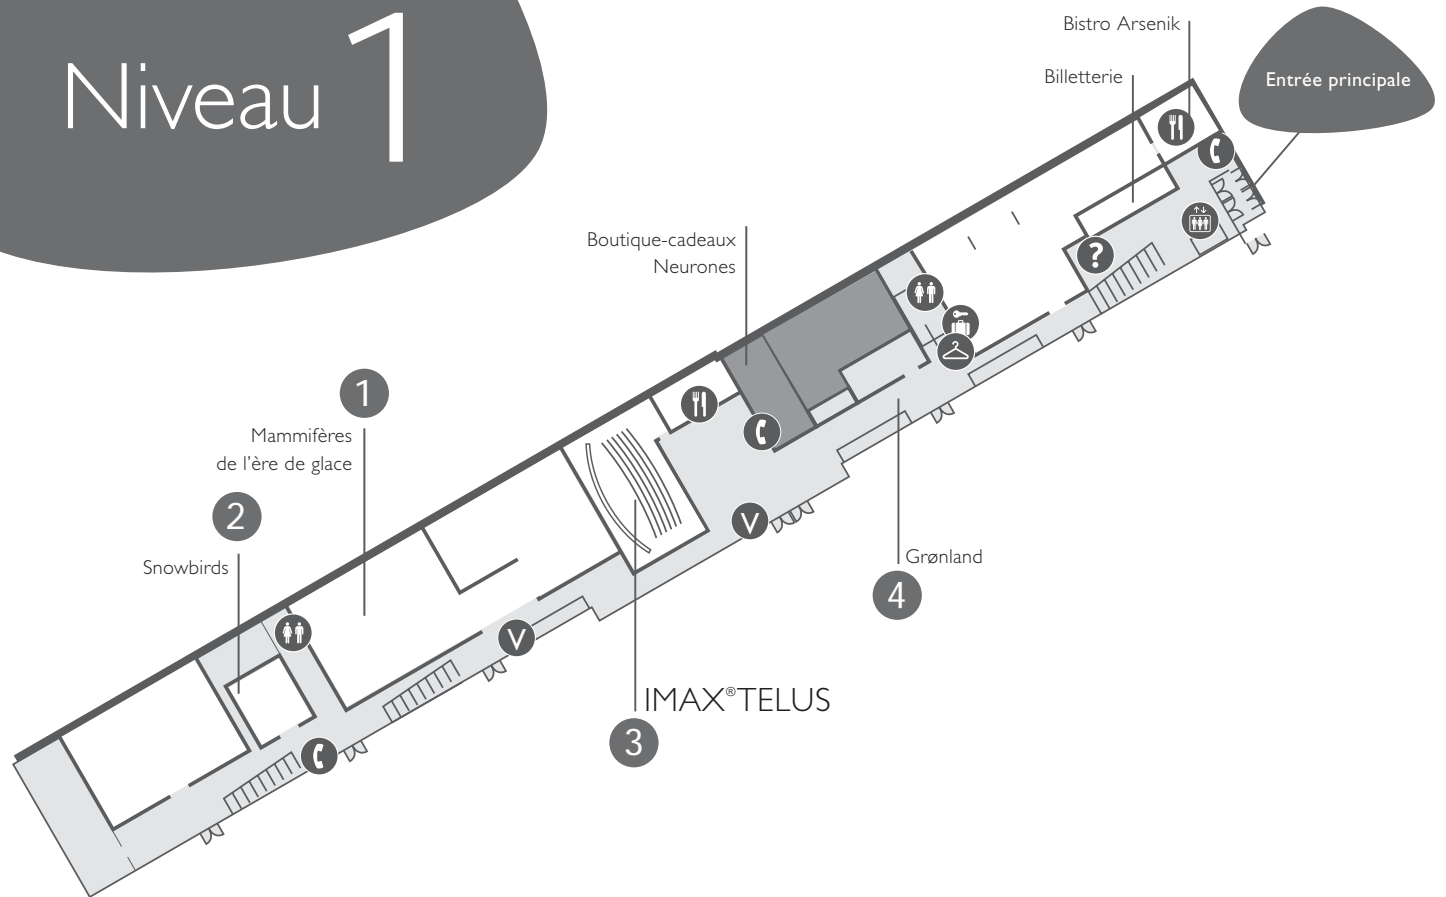 Niveau 1
Bistro Arsenik
Billetterie
Entrée principale
?
Boutique-cadeaux
Neurones
1
Mammifères
de l'ère de glace
2
Snowbirds
V
V
Grønland
4
IMAX®TELUS
3